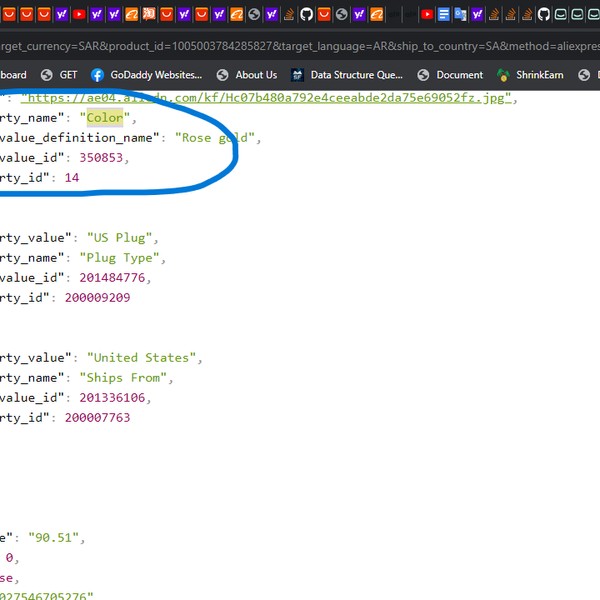 rget_currency=SAR&product_id=1005003784285827&target_language=AR&ship_to_country=SA&method=aliexpres
board GET GoDaddy Websites... About Us Data Structure Que... Document ShrinkEarn D
": "https://ae04.alicdn.com/kf/Hc07b480a792e4ceeabde2da75e69052fz.jpg",
rty_name": "Color",
value_definition_name": "Rose gold",
value_id": 350853,
rty_id": 14
rty_value": "US Plug",
rty_name": "Plug Type",
value_id": 201484776,
rty_id": 200009209
rty_value": "United States",
rty_name": "Ships From",
value_id": 201336106,
rty_id": 200007763
e": "90.51",
0,
se,
027546705276"